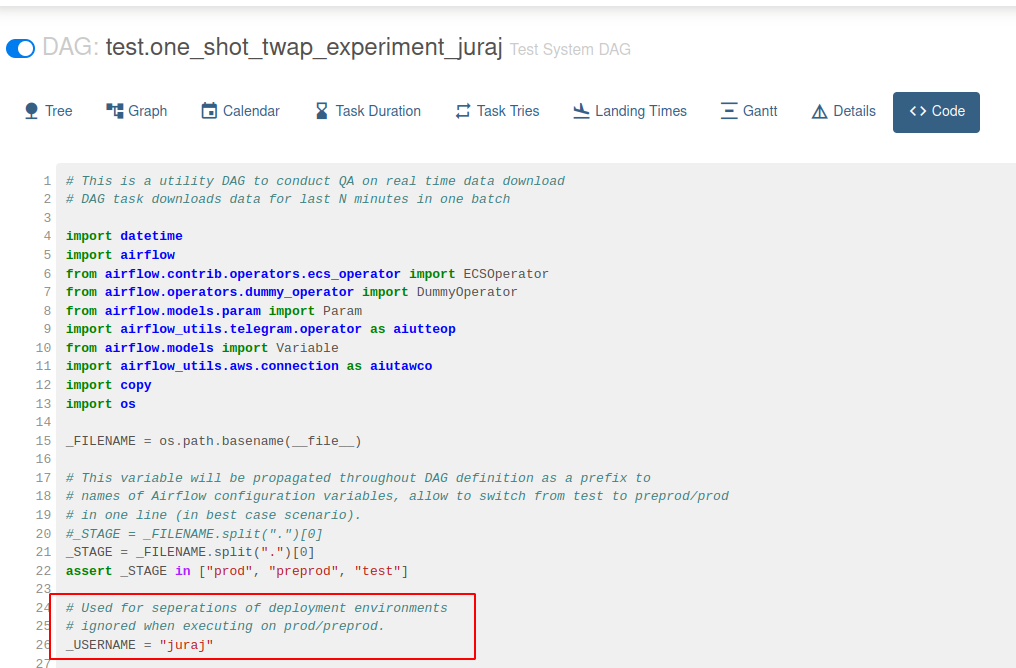 DAG: test.one_shot_twap_experiment_juraj Test System DAG
Tree Graph Calendar Task Duration Task Tries Landing Times Gantt Details <> Code
1 # This is a utility DAG to conduct QA on real time data download
2 # DAG task downloads data for last N minutes in one batch
3
4 import datetime
5 import airflow
6 from airflow.contrib.operators.ecs_operator import ECSOperator
7 from airflow.operators.dummy_operator import DummyOperator
8 from airflow.models.param import Param
9 import airflow_utils.telegram.operator as aiutteop
10 from airflow.models import Variable
11 import airflow_utils.aws.connection as aiutawco
12 import copy
13 import os
14
15 _FILENAME = os.path.basename(__file__)
16
17 # This variable will be propagated throughout DAG definition as a prefix to
18 # names of Airflow configuration variables, allow to switch from test to preprod/prod
19 # in one line (in best case scenario).
20 #_STAGE = _FILENAME.split(".")[0]
21 _STAGE = _FILENAME.split(".")[0]
22 assert _STAGE in ["prod", "preprod", "test"]
23
24 # Used for seperations of deployment environments
25 # ignored when executing on prod/preprod.
26 _USERNAME = "juraj"
27